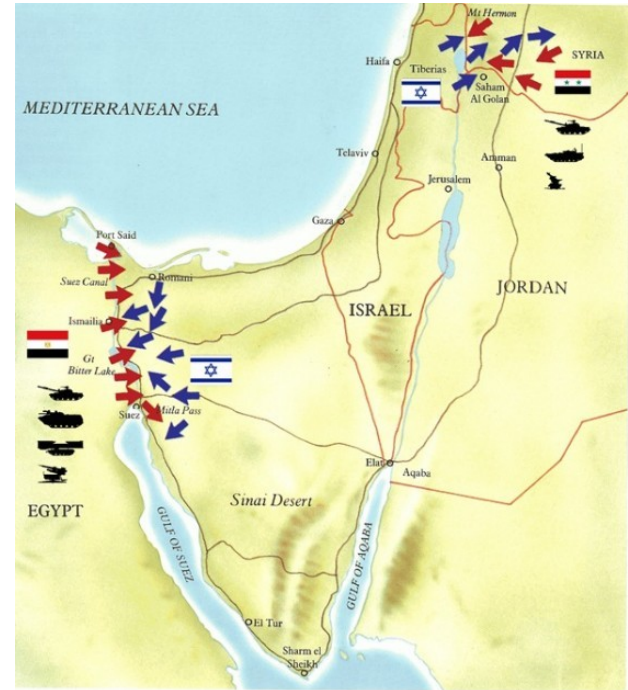 Mt Hermon
Haifa
SYRIA
Tiberias
Saham
Al Golan
MEDITERRANEAN SEA
Telaviv
Amman
Jerusalem
Gaza
Port Said
Suez Canal
Romani
JORDAN
ISRAEL
Ismailia
Gt
Bitter Lake
Suez
Mitla Pass
Elat
Aqaba
Sinai Desert
EGYPT
GULF OF SUEZ
GULF OF AQABA
El Tur
Sharm el
Sheikh